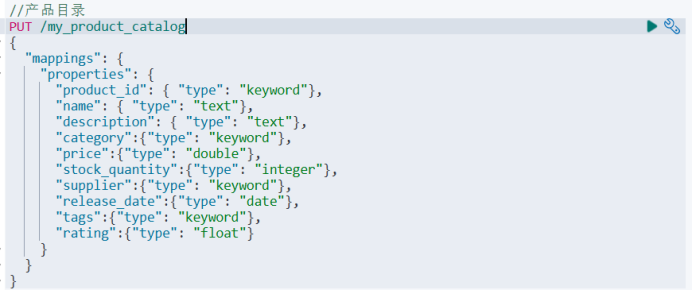 //产品目录
PUT /my_product_catalog
{
  "mappings": {
    "properties": {
      "product_id": { "type": "keyword"},
      "name": { "type": "text"},
      "description": { "type": "text"},
      "category":{"type": "keyword"},
      "price":{"type": "double"},
      "stock_quantity":{"type": "integer"},
      "supplier":{"type": "keyword"},
      "release_date":{"type": "date"},
      "tags":{"type": "keyword"},
      "rating":{"type": "float"}
    }
  }
}